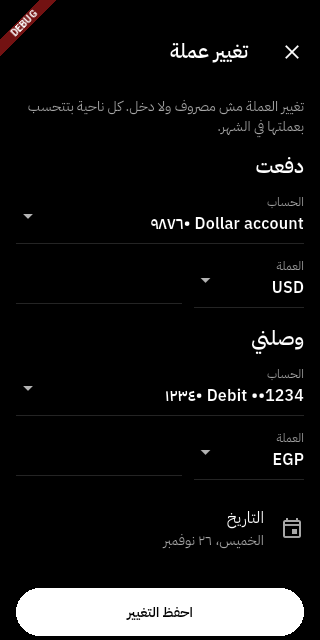 DEBUG
تغيير عملة
تغيير العملة مش مصروف ولا دخل. كل ناحية بتتحسب
بعملتها في الشهر.
دفعت
الحساب
Dollar account •٩٨٧٦
العملة
USD
وصلني
الحساب
Debit ••1234 •١٢٣٤
العملة
EGP
التاريخ
الخميس، ٢٦ نوفمبر
احفظ التغيير